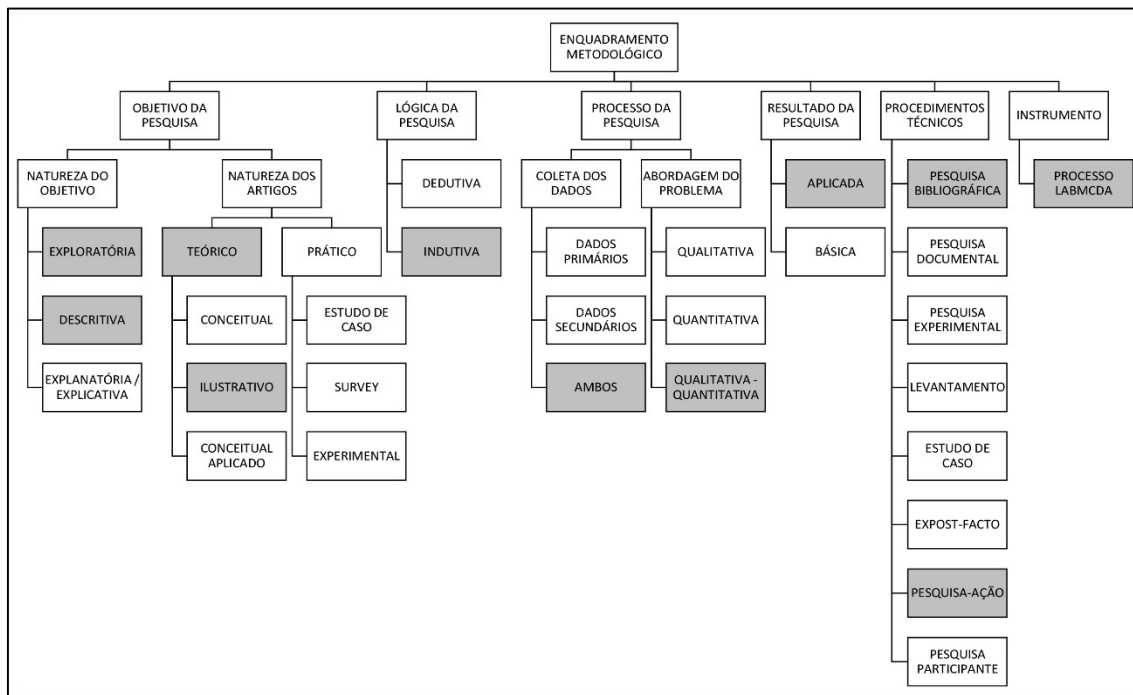 ENQUADRAMENTO
METODOLÓGICO
OBJETIVO DA
PESQUISA
LÓGICA DA
PESQUISA
PROCESSO DA
PESQUISA
RESULTADO DA
PESQUISA
PROCEDIMENTOS
TÉCNICOS
INSTRUMENTO
NATUREZA DO
OBJETIVO
NATUREZA DOS
ARTIGOS
DEDUTIVA
COLETA DOS
DADOS
ABORDAGEM DO
PROBLEMA
APLICADA
PESQUISA
BIBLIOGRÁFICA
PROCESSO
LABMCDA
EXPLORATÓRIA
TEÓRICO
PRÁTICO
INDUTIVA
DADOS
PRIMÁRIOS
QUALITATIVA
BÁSICA
PESQUISA
DOCUMENTAL
DESCRITIVA
CONCEITUAL
ESTUDO DE
CASO
DADOS
SECUNDÁRIOS
QUANTITATIVA
PESQUISA
EXPERIMENTAL
EXPLANATÓRIA /
EXPLICATIVA
ILUSTRATIVO
SURVEY
AMBOS
QUALITATIVA -
QUANTITATIVA
LEVANTAMENTO
CONCEITUAL
APLICADO
EXPERIMENTAL
ESTUDO DE
CASO
EXPOST-FACTO
PESQUISA-AÇÃO
PESQUISA
PARTICIPANTE